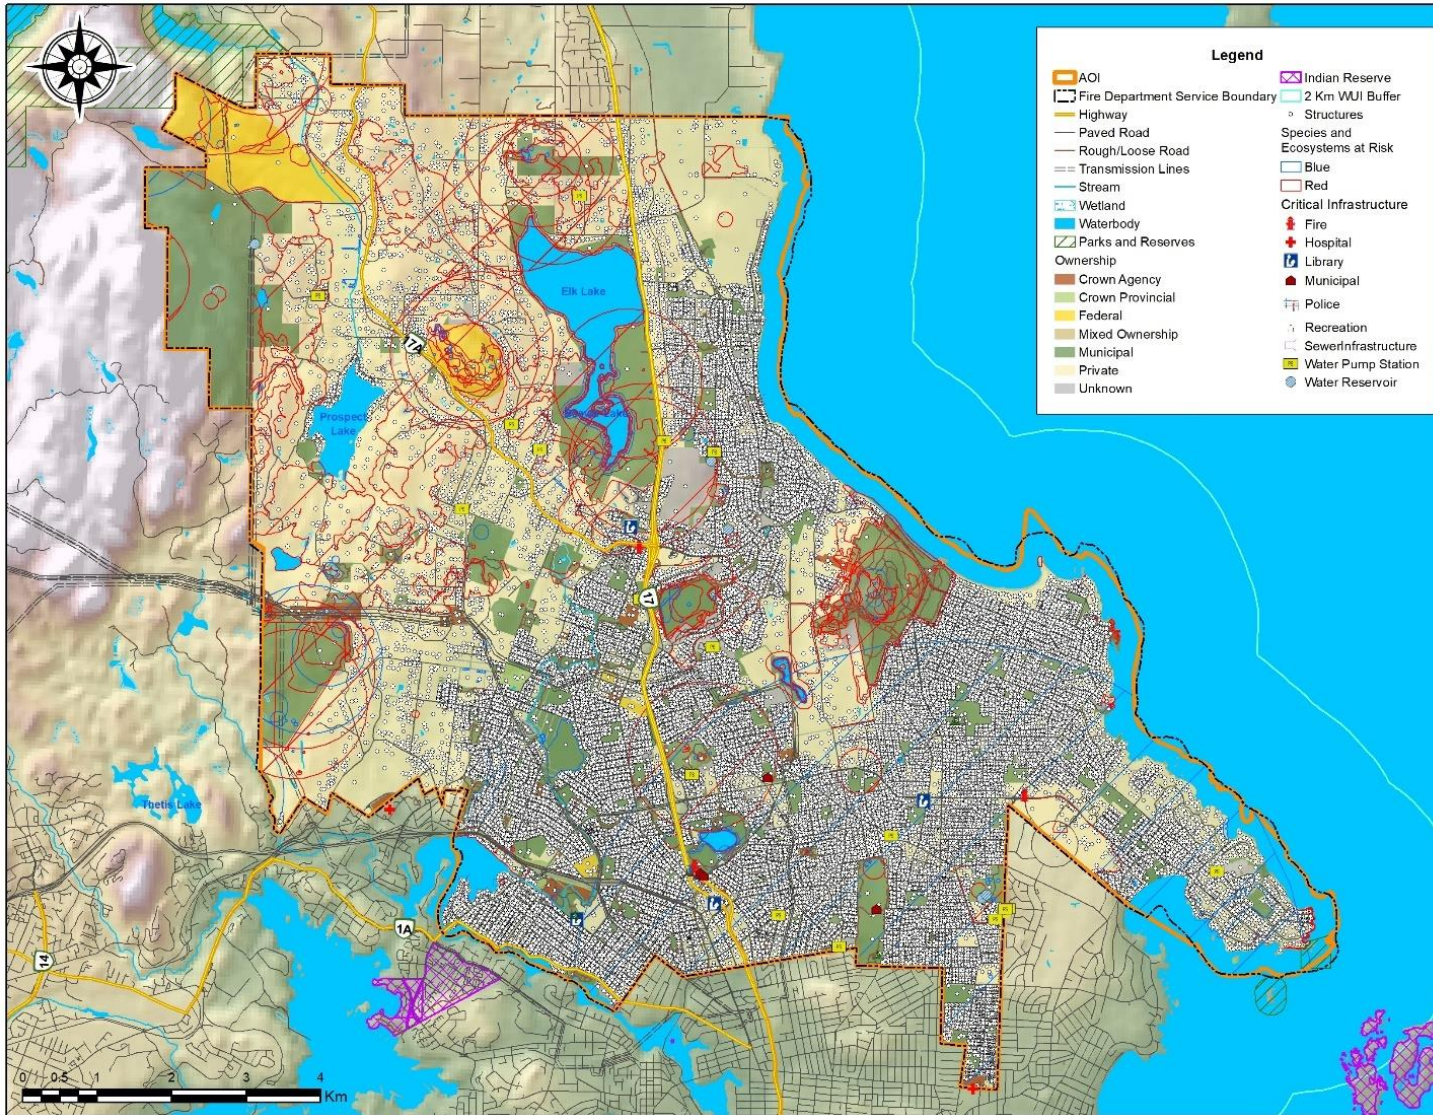 Legend
AOI
Fire Department Service Boundary
Highway
Paved Road
Rough/Loose Road
Transmission Lines
Stream
Wetland
Waterbody
Parks and Reserves
Ownership
Crown Agency
Crown Provincial
Federal
Mixed Ownership
Municipal
Private
Unknown
Indian Reserve
2 Km WUI Buffer
Structures
Species and
Ecosystems at Risk
Blue
Red
Critical Infrastructure
Fire
Hospital
Library
Municipal
Police
Recreation
SewerInfrastructure
PS Water Pump Station
Water Reservoir
Elk Lake
17A
Prospect
Lake
Beaver Lake
17
Thetis Lake
1A
14
0 0.5 1 2 3 4
Km